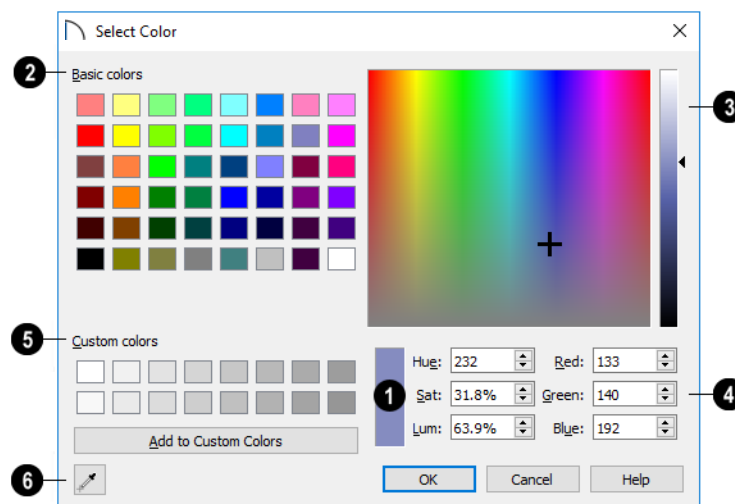 Select Color
2
Basic colors
3
5
Custom colors
1
Hue: 232
Red: 133
Sat: 31.8%
Green: 140
4
Lum: 63.9%
Blue: 192
Add to Custom Colors
6
OK
Cancel
Help